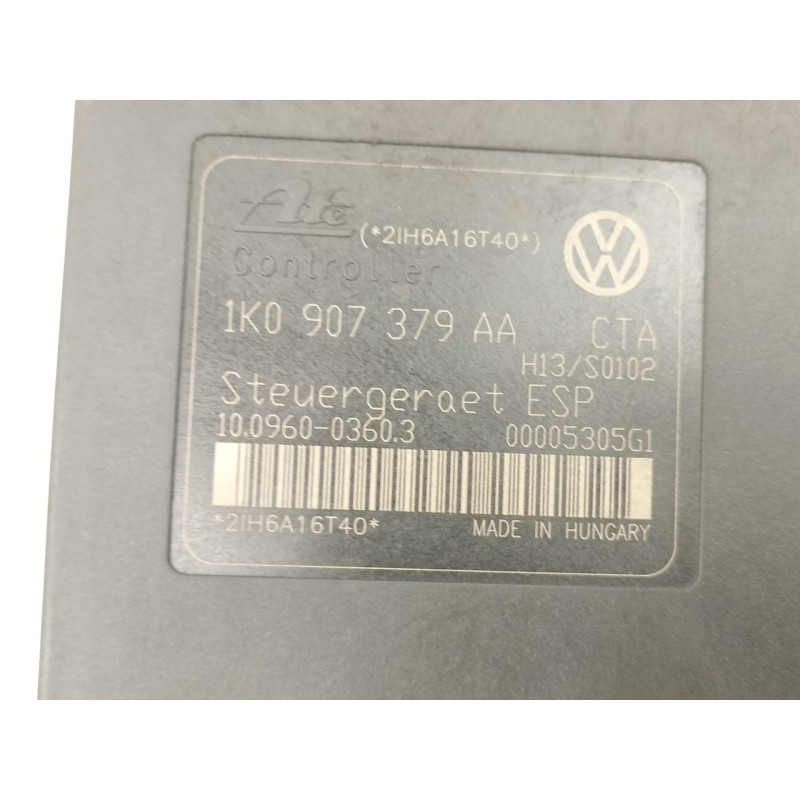 Ate (*2IH6A16T40*)
Controller
1K0 907 379 AA CTA
H13/S0102
Steuergeraet ESP
10.0960-0360.3 00005305G1
*2IH6A16T40* MADE IN HUNGARY